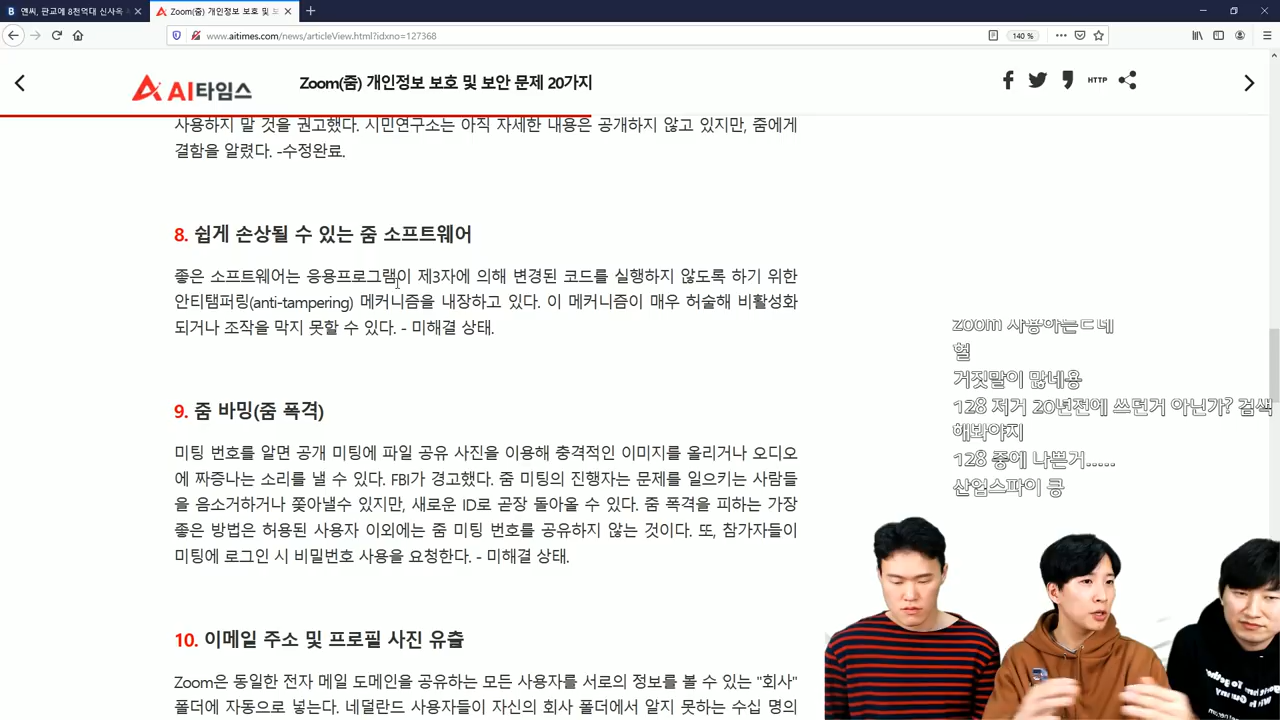 엔씨, 판교에 8천억대 신사옥
Zoom(줌) 개인정보 보호 및 보
www.aitimes.com/news/articleView.html?idxno=127368
140 %
AI타임스
Zoom(줌) 개인정보 보호 및 보안 문제 20가지
HTTP
사용하지 말 것을 권고했다. 시민연구소는 아직 자세한 내용은 공개하지 않고 있지만, 줌에게
결함을 알렸다. -수정완료.
8. 쉽게 손상될 수 있는 줌 소프트웨어
좋은 소프트웨어는 응용프로그램이 제3자에 의해 변경된 코드를 실행하지 않도록 하기 위한
안티탬퍼링(anti-tampering) 메커니즘을 내장하고 있다. 이 메커니즘이 매우 허술해 비활성화
되거나 조작을 막지 못할 수 있다. - 미해결 상태.
9. 줌 바밍(줌 폭격)
미팅 번호를 알면 공개 미팅에 파일 공유 사진을 이용해 충격적인 이미지를 올리거나 오디오
에 짜증나는 소리를 낼 수 있다. FBI가 경고했다. 줌 미팅의 진행자는 문제를 일으키는 사람들
을 음소거하거나 쫓아낼수 있지만, 새로운 ID로 곧장 돌아올 수 있다. 줌 폭격을 피하는 가장
좋은 방법은 허용된 사용자 이외에는 줌 미팅 번호를 공유하지 않는 것이다. 또, 참가자들이
미팅에 로그인 시 비밀번호 사용을 요청한다. - 미해결 상태.
10. 이메일 주소 및 프로필 사진 유출
Zoom은 동일한 전자 메일 도메인을 공유하는 모든 사용자를 서로의 정보를 볼 수 있는 "회사"
폴더에 자동으로 넣는다. 네덜란드 사용자들이 자신의 회사 폴더에서 알지 못하는 수십 명의
zoom 사용하는ㄷ네
헐
거짓말이 많네용
128 저거 20년전에 쓰던거 아닌가? 검색
해봐야지
128 중에 나쁜거.....
산업스파이 킁